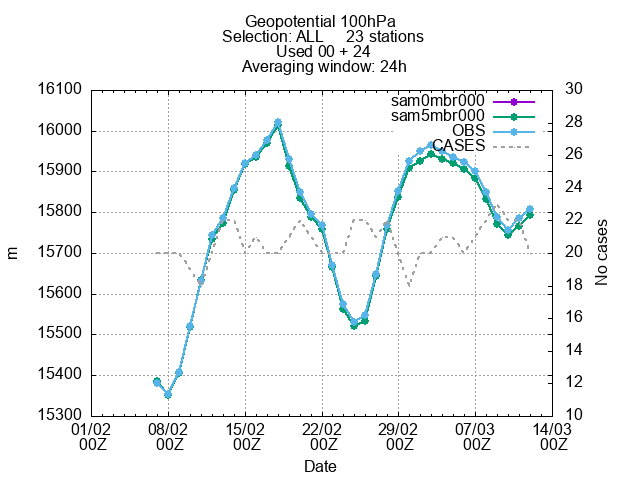 Geopotential 100hPa
Selection: ALL 23 stations
Used 00 + 24
Averaging window: 24h
16100
16000
15900
15800
15700
15600
15500
15400
15300
m
30
28
26
24
22
20
18
16
14
12
10
No cases
sam0mbr000
sam5mbr000
OBS
CASES
01/02 08/02 15/02 22/02 29/02 07/03 14/03
00Z 00Z 00Z 00Z 00Z 00Z 00Z
Date